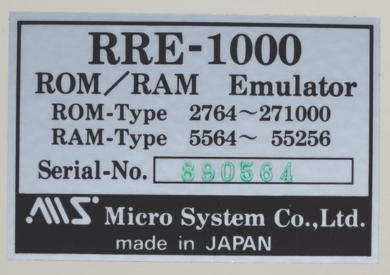 RRE-1000
ROM/RAM Emulator
ROM-Type 2764～271000
RAM-Type 5564～ 55256
Serial-No. 890564
MS Micro System Co.,Ltd.
made in JAPAN